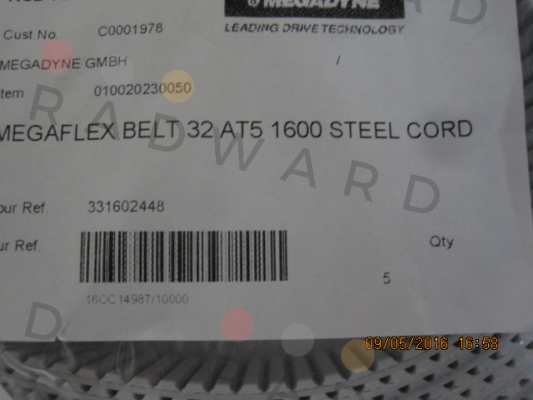 MEGADYNE
Cust.No. C0001978
LEADING DRIVE TECHNOLOGY
MEGADYNE GMBH /
Item 010020230050
MEGAFLEX BELT 32 AT5 1600 STEEL CORD
RADWARD
our Ref. 331602448
ur Ref.
Qty
5
16OC14987/10000
09/05/2016 16:58